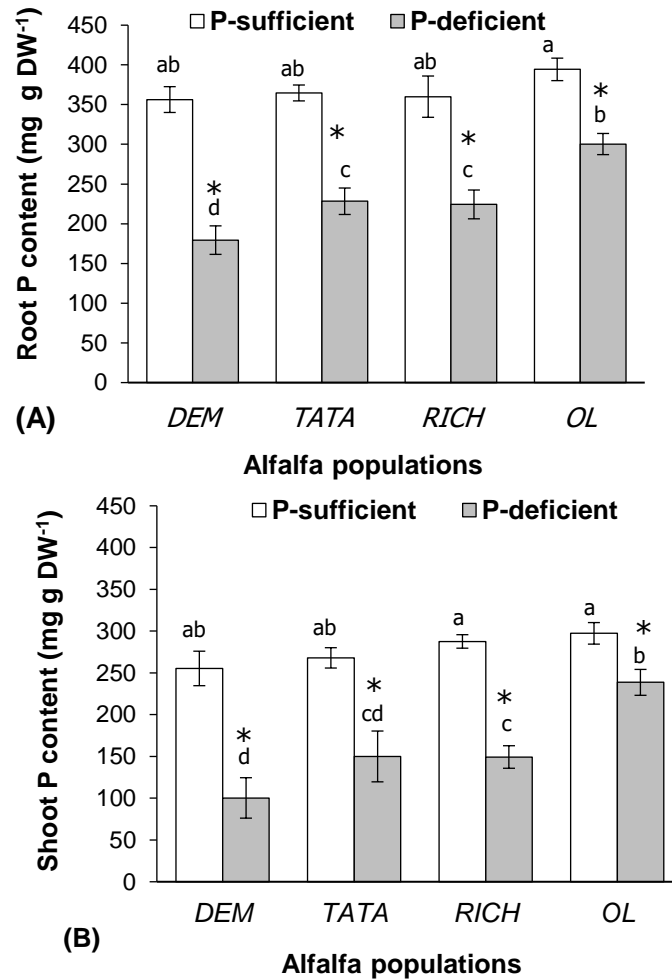 P-sufficient P-deficient
Root P content (mg g DW-1)
450
400
350
300
250
200
150
100
50
0
ab ab ab a
* * * *
d c c b
DEM TATA RICH OL
(A)
Alfalfa populations
P-sufficient P-deficient
Shoot P content (mg g DW-1)
450
400
350
300
250
200
150
100
50
0
ab ab a a
* * * *
d cd c b
DEM TATA RICH OL
(B)
Alfalfa populations